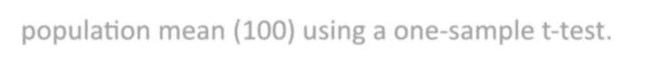 population mean (100) using a one-sample t-test.